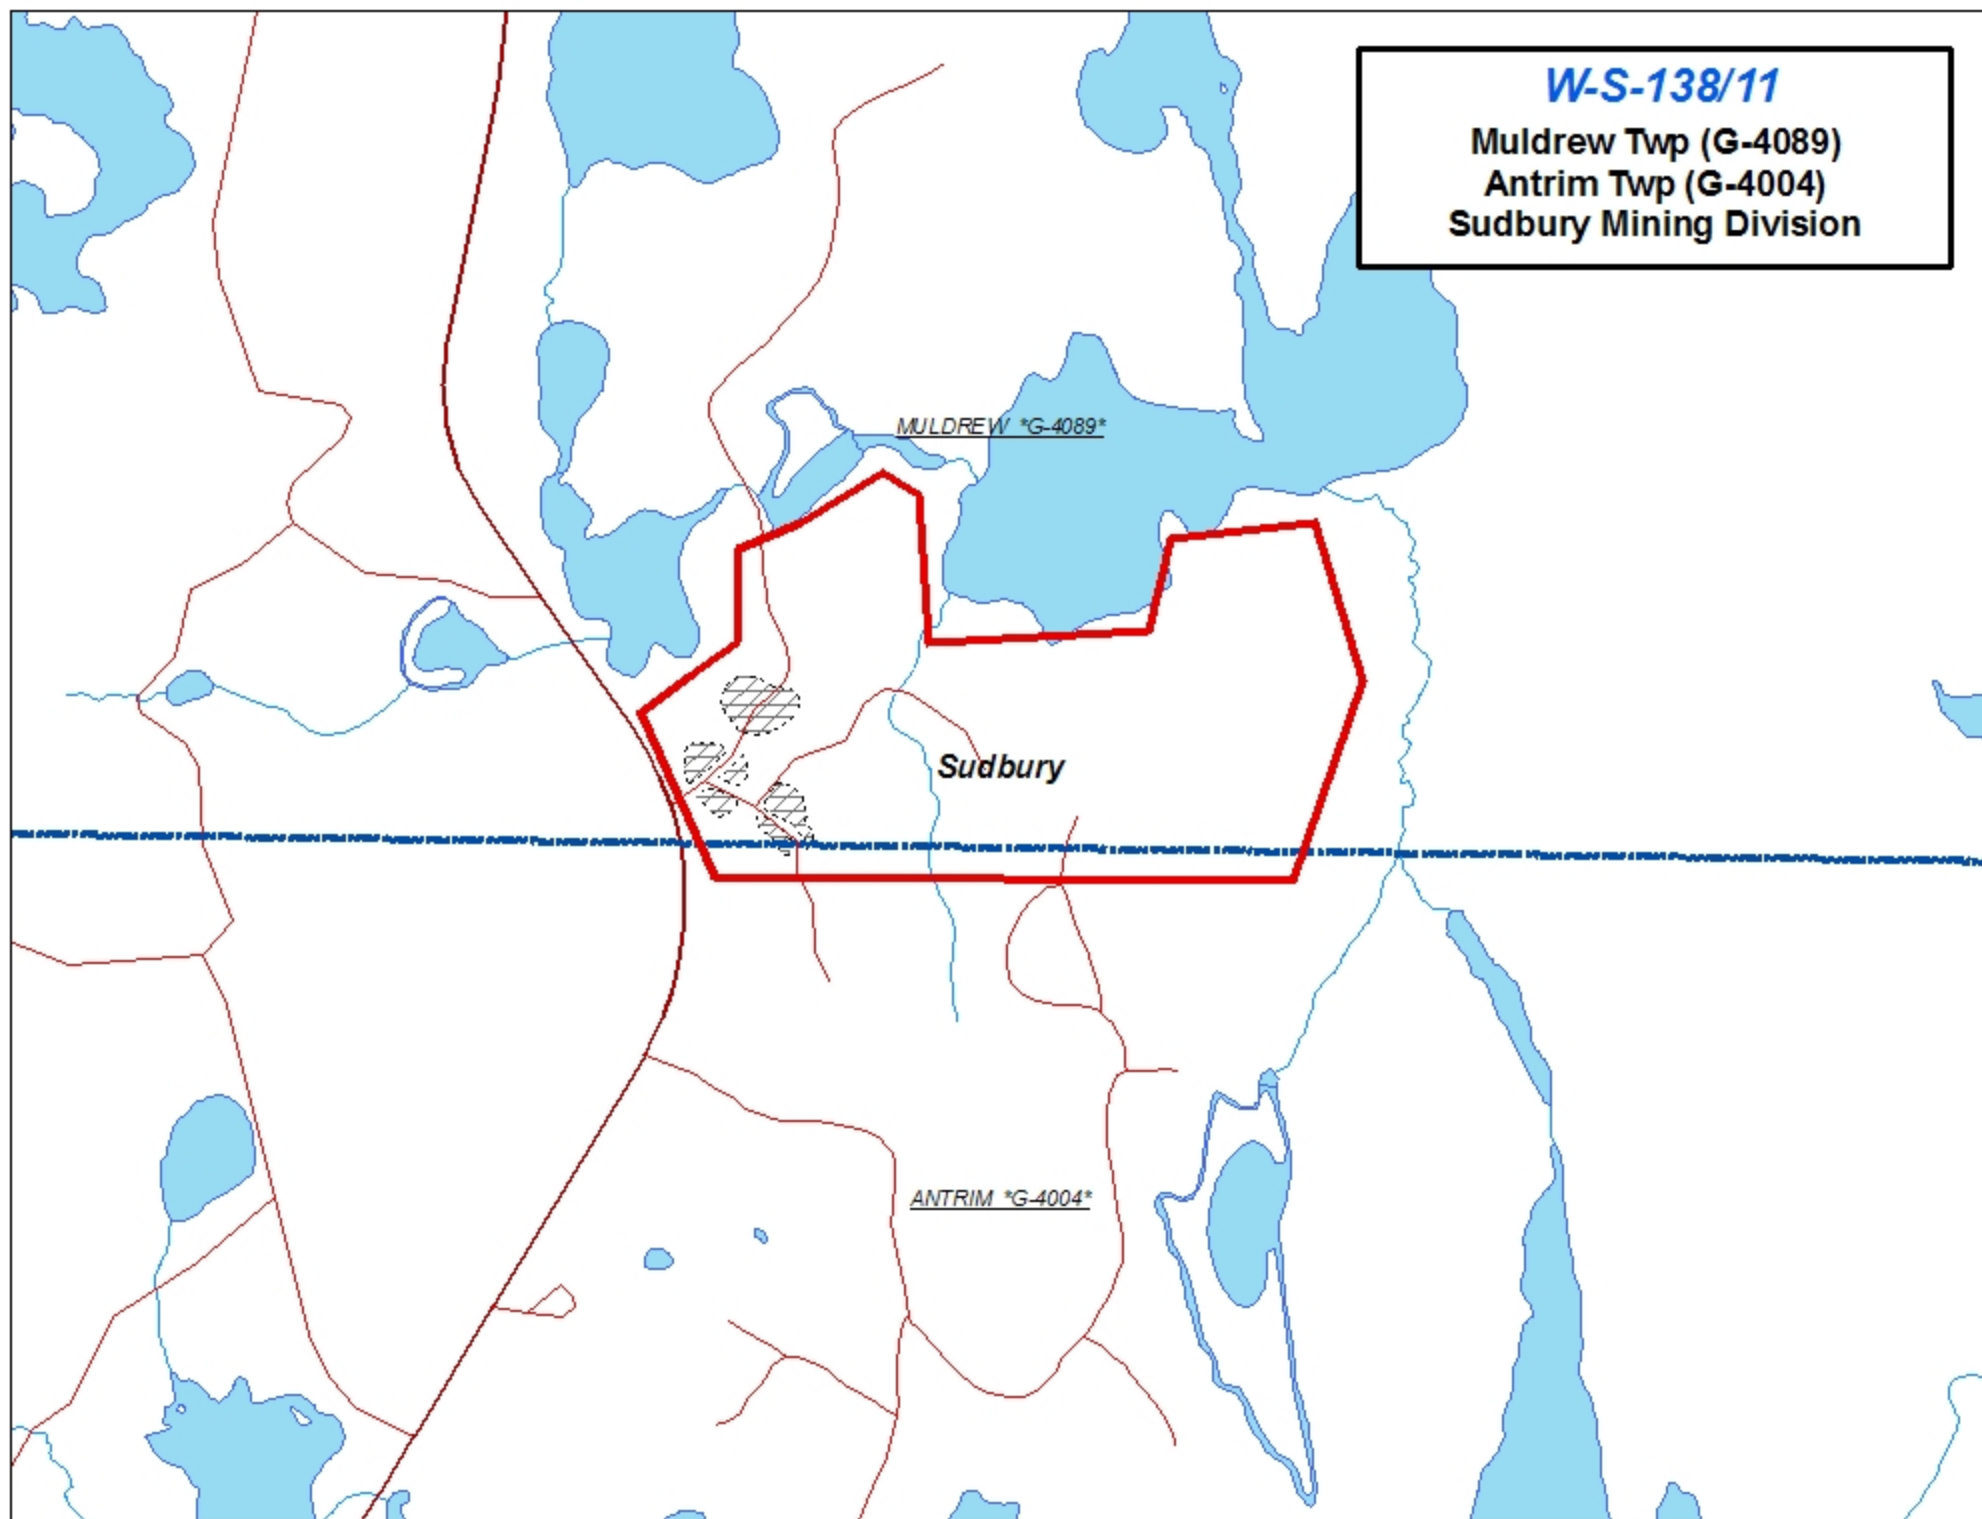 W-S-138/11
Muldrew Twp (G-4089)
Antrim Twp (G-4004)
Sudbury Mining Division
MULDREW *G-4089*
Sudbury
ANTRIM *G-4004*